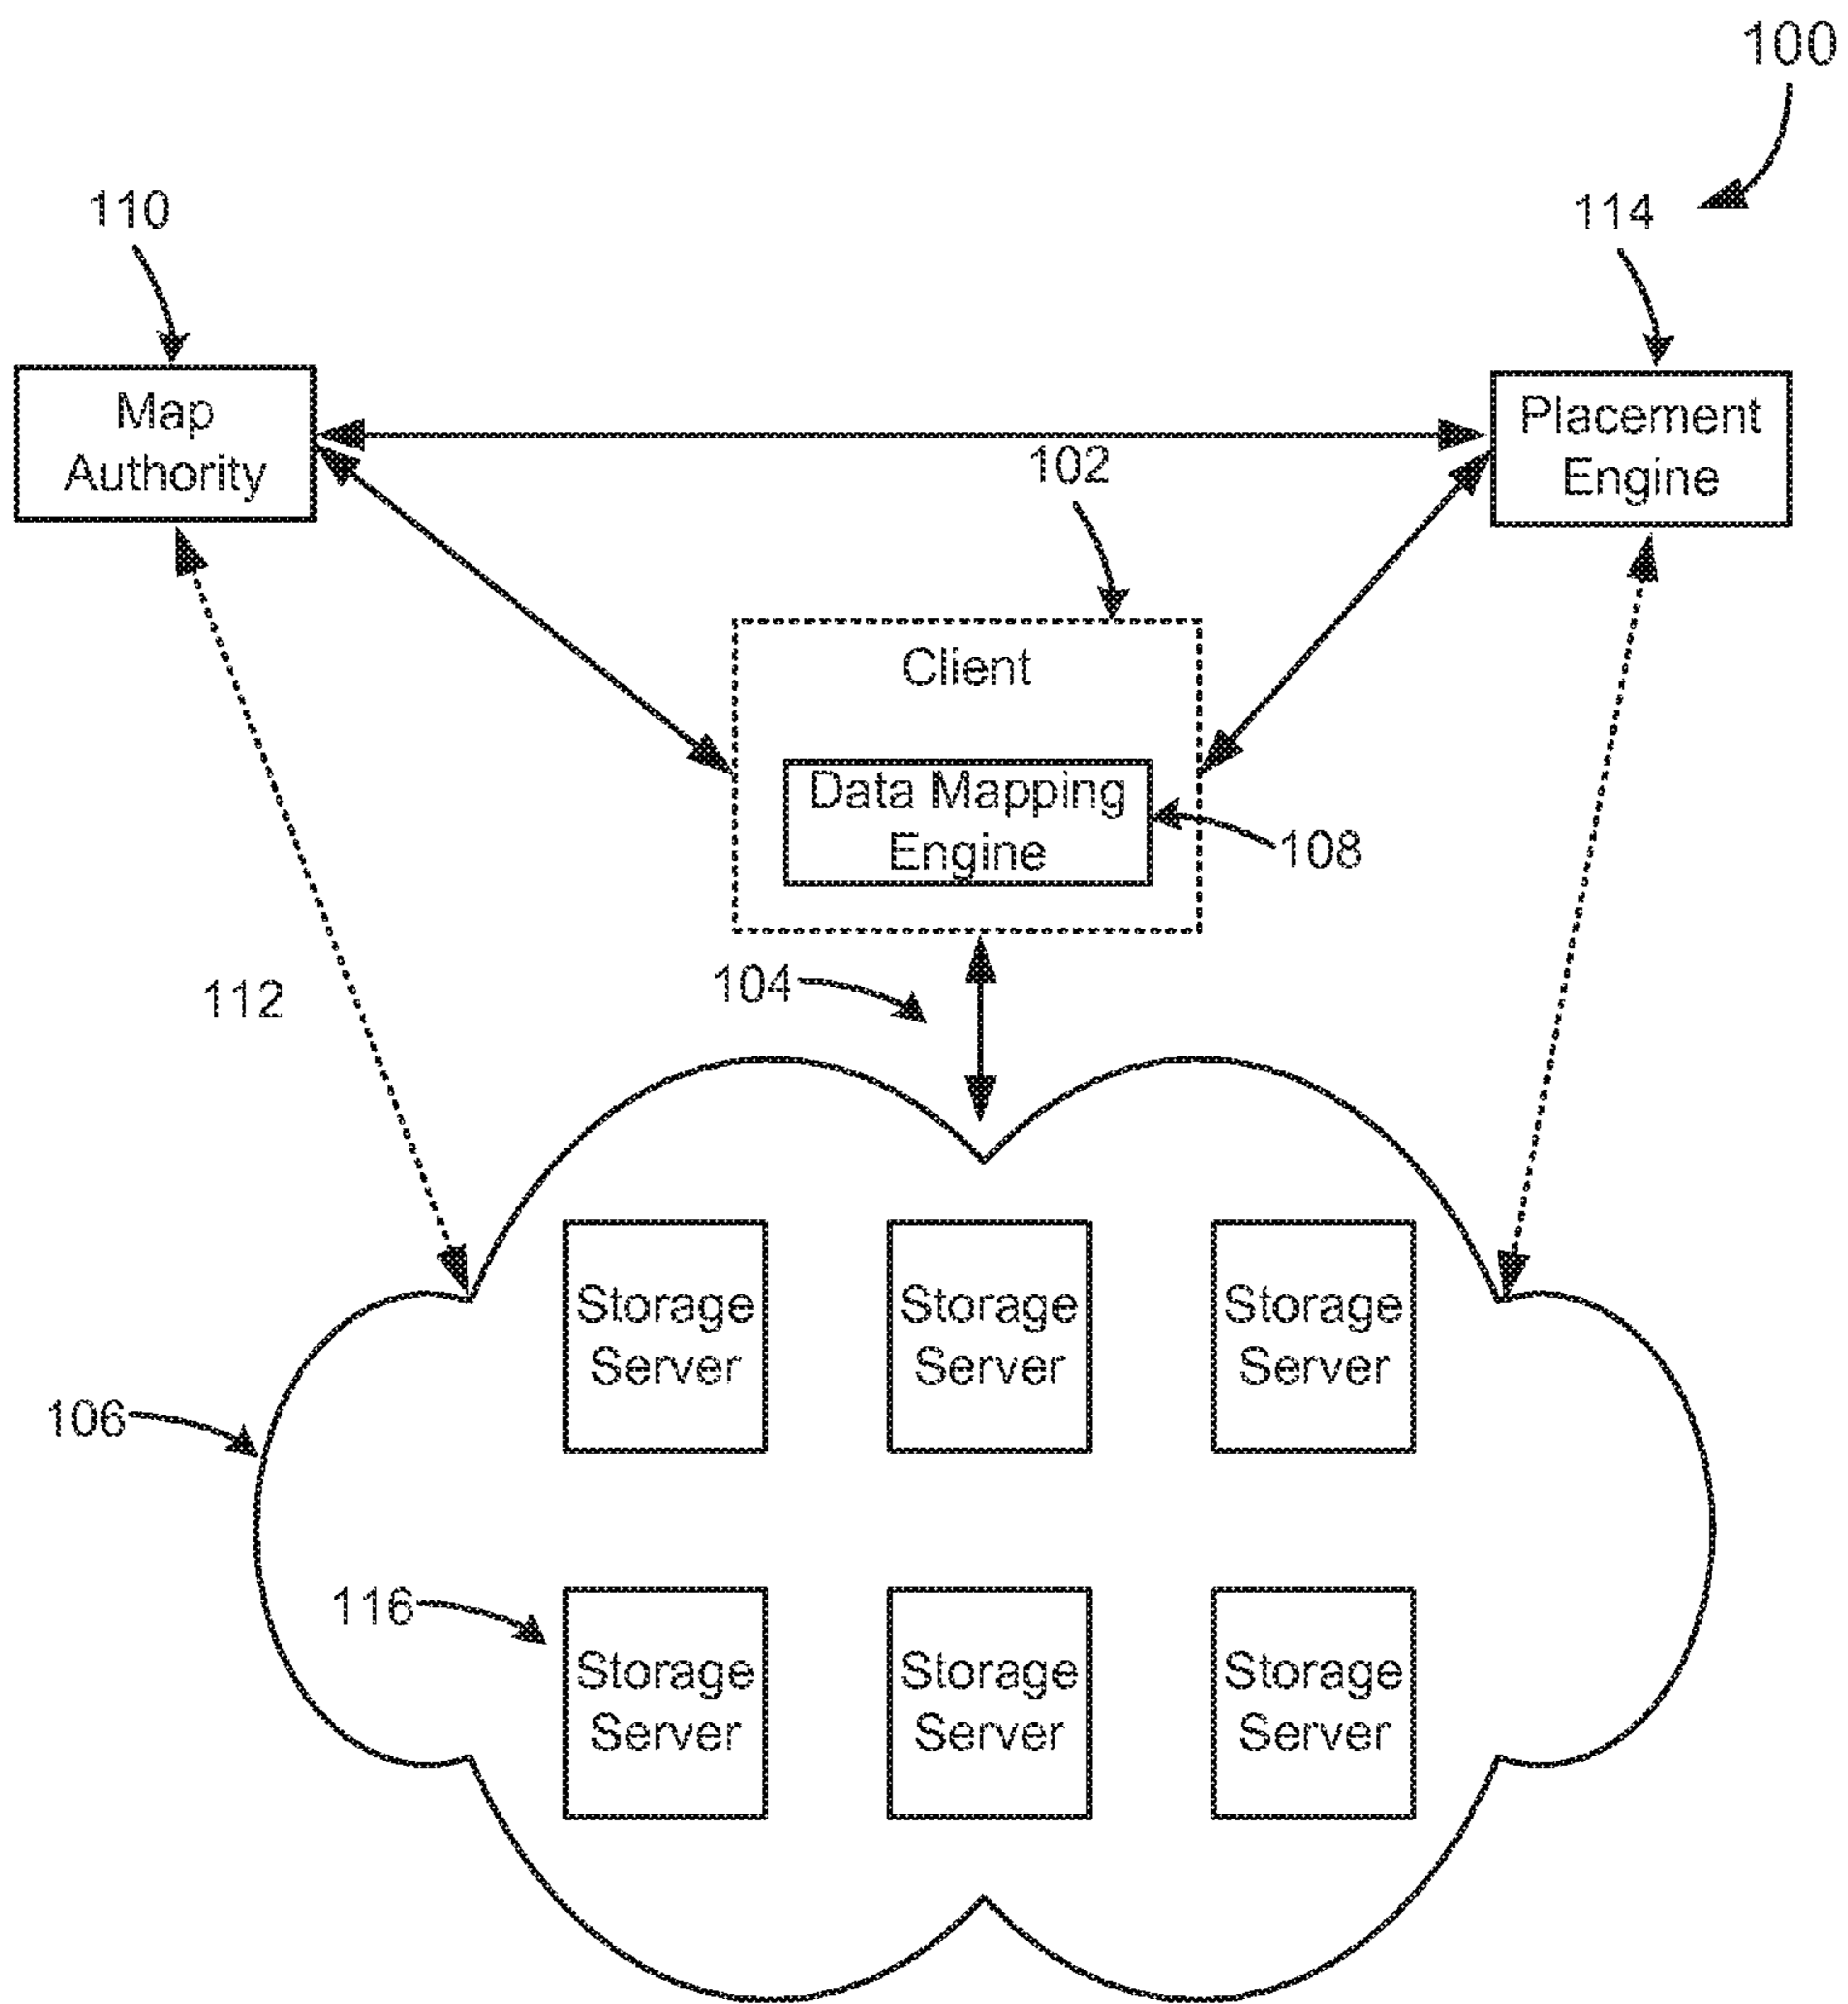 100
110
114
Map
Authority
Placement
Engine
102
Client
Data Mapping
Engine
108
104
112
Storage
Server
Storage
Server
Storage
Server
106
116
Storage
Server
Storage
Server
Storage
Server